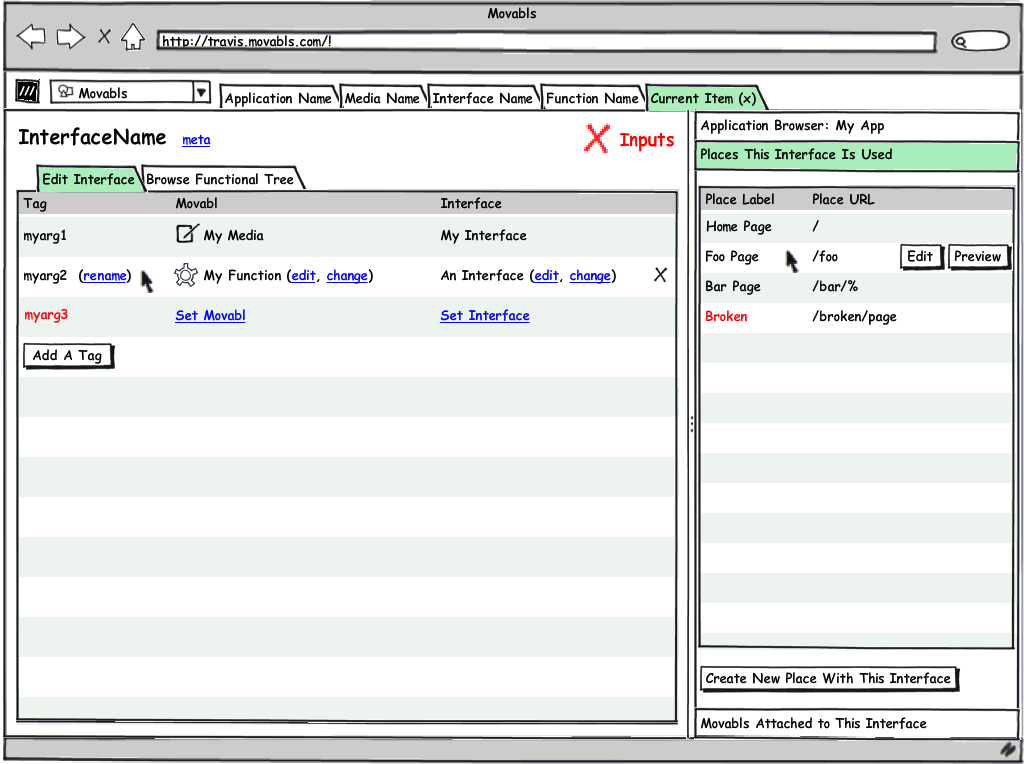 Movabls
http://travis.movabls.com/!
Movabls
Application Name
Media Name
Interface Name
Function Name
Current Item (x)
InterfaceName meta
X Inputs
Edit Interface
Browse Functional Tree
Tag Movabl Interface
myarg1 My Media My Interface
myarg2 (rename) My Function (edit, change) An Interface (edit, change) X
myarg3 Set Movabl Set Interface
Add A Tag
Application Browser: My App
Places This Interface Is Used
Place Label Place URL
Home Page /
Foo Page /foo Edit Preview
Bar Page /bar/%
Broken /broken/page
Create New Place With This Interface
Movabls Attached to This Interface